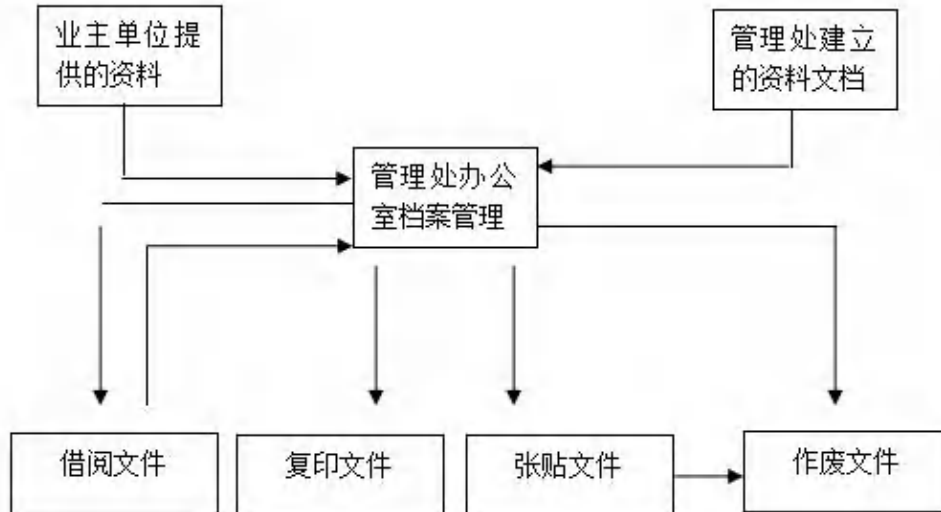 业主单位提
供的资料
管理处建立
的资料文档
管理处办公
室档案管理
借阅文件
复印文件
张贴文件
作废文件